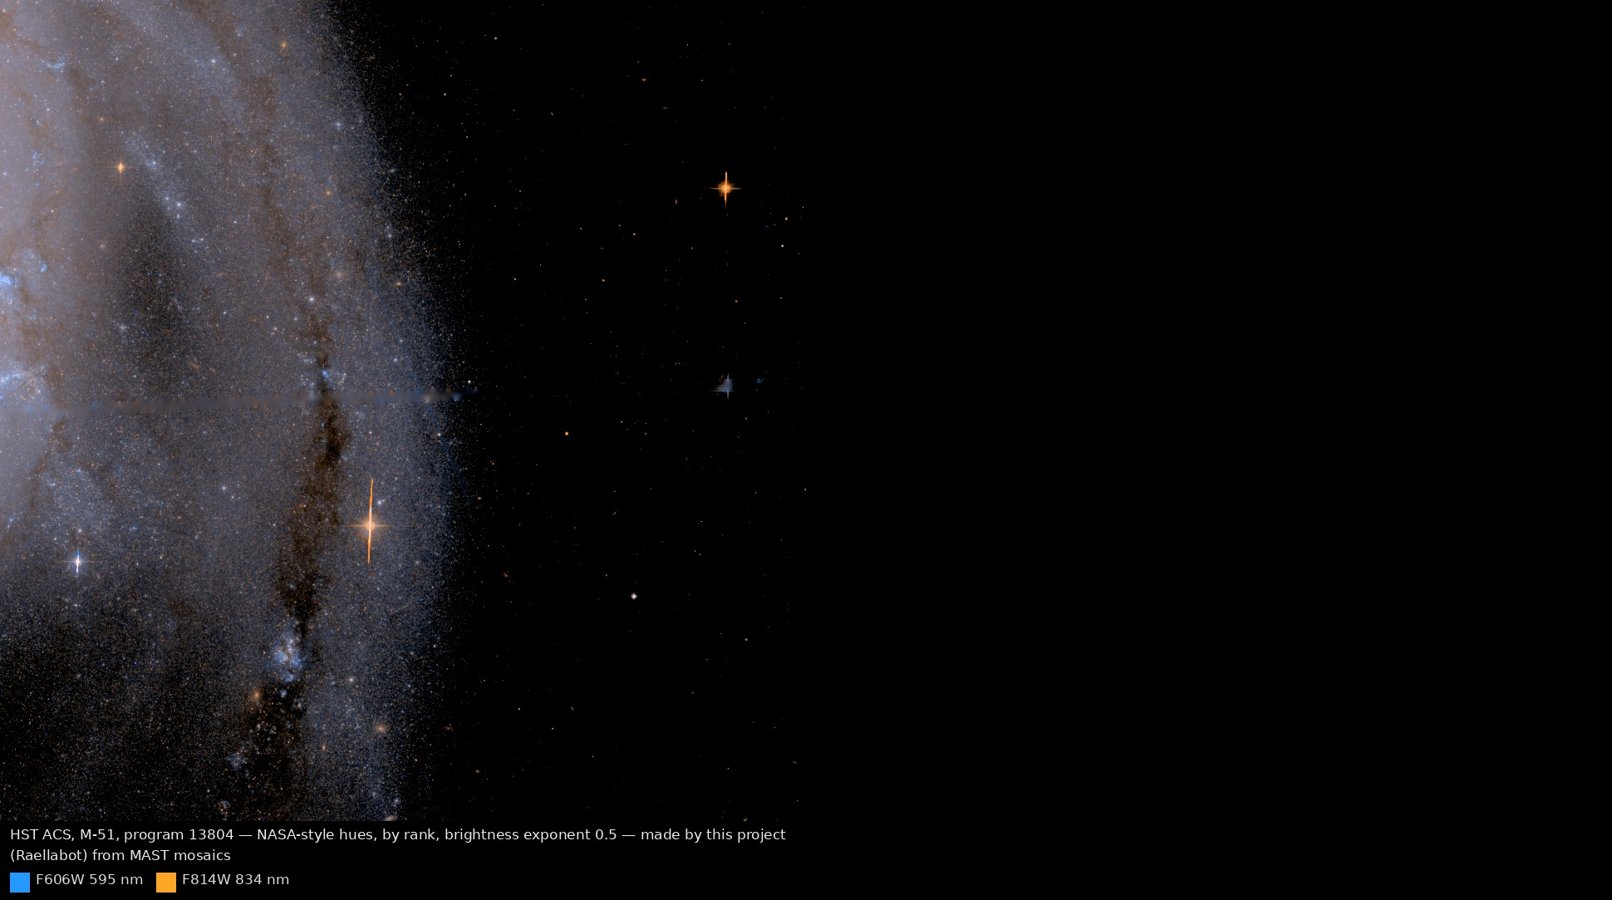 HST ACS, M-51, program 13804 — NASA-style hues, by rank, brightness exponent 0.5 — made by this project
(Raellabot) from MAST mosaics
F606W 595 nm F814W 834 nm